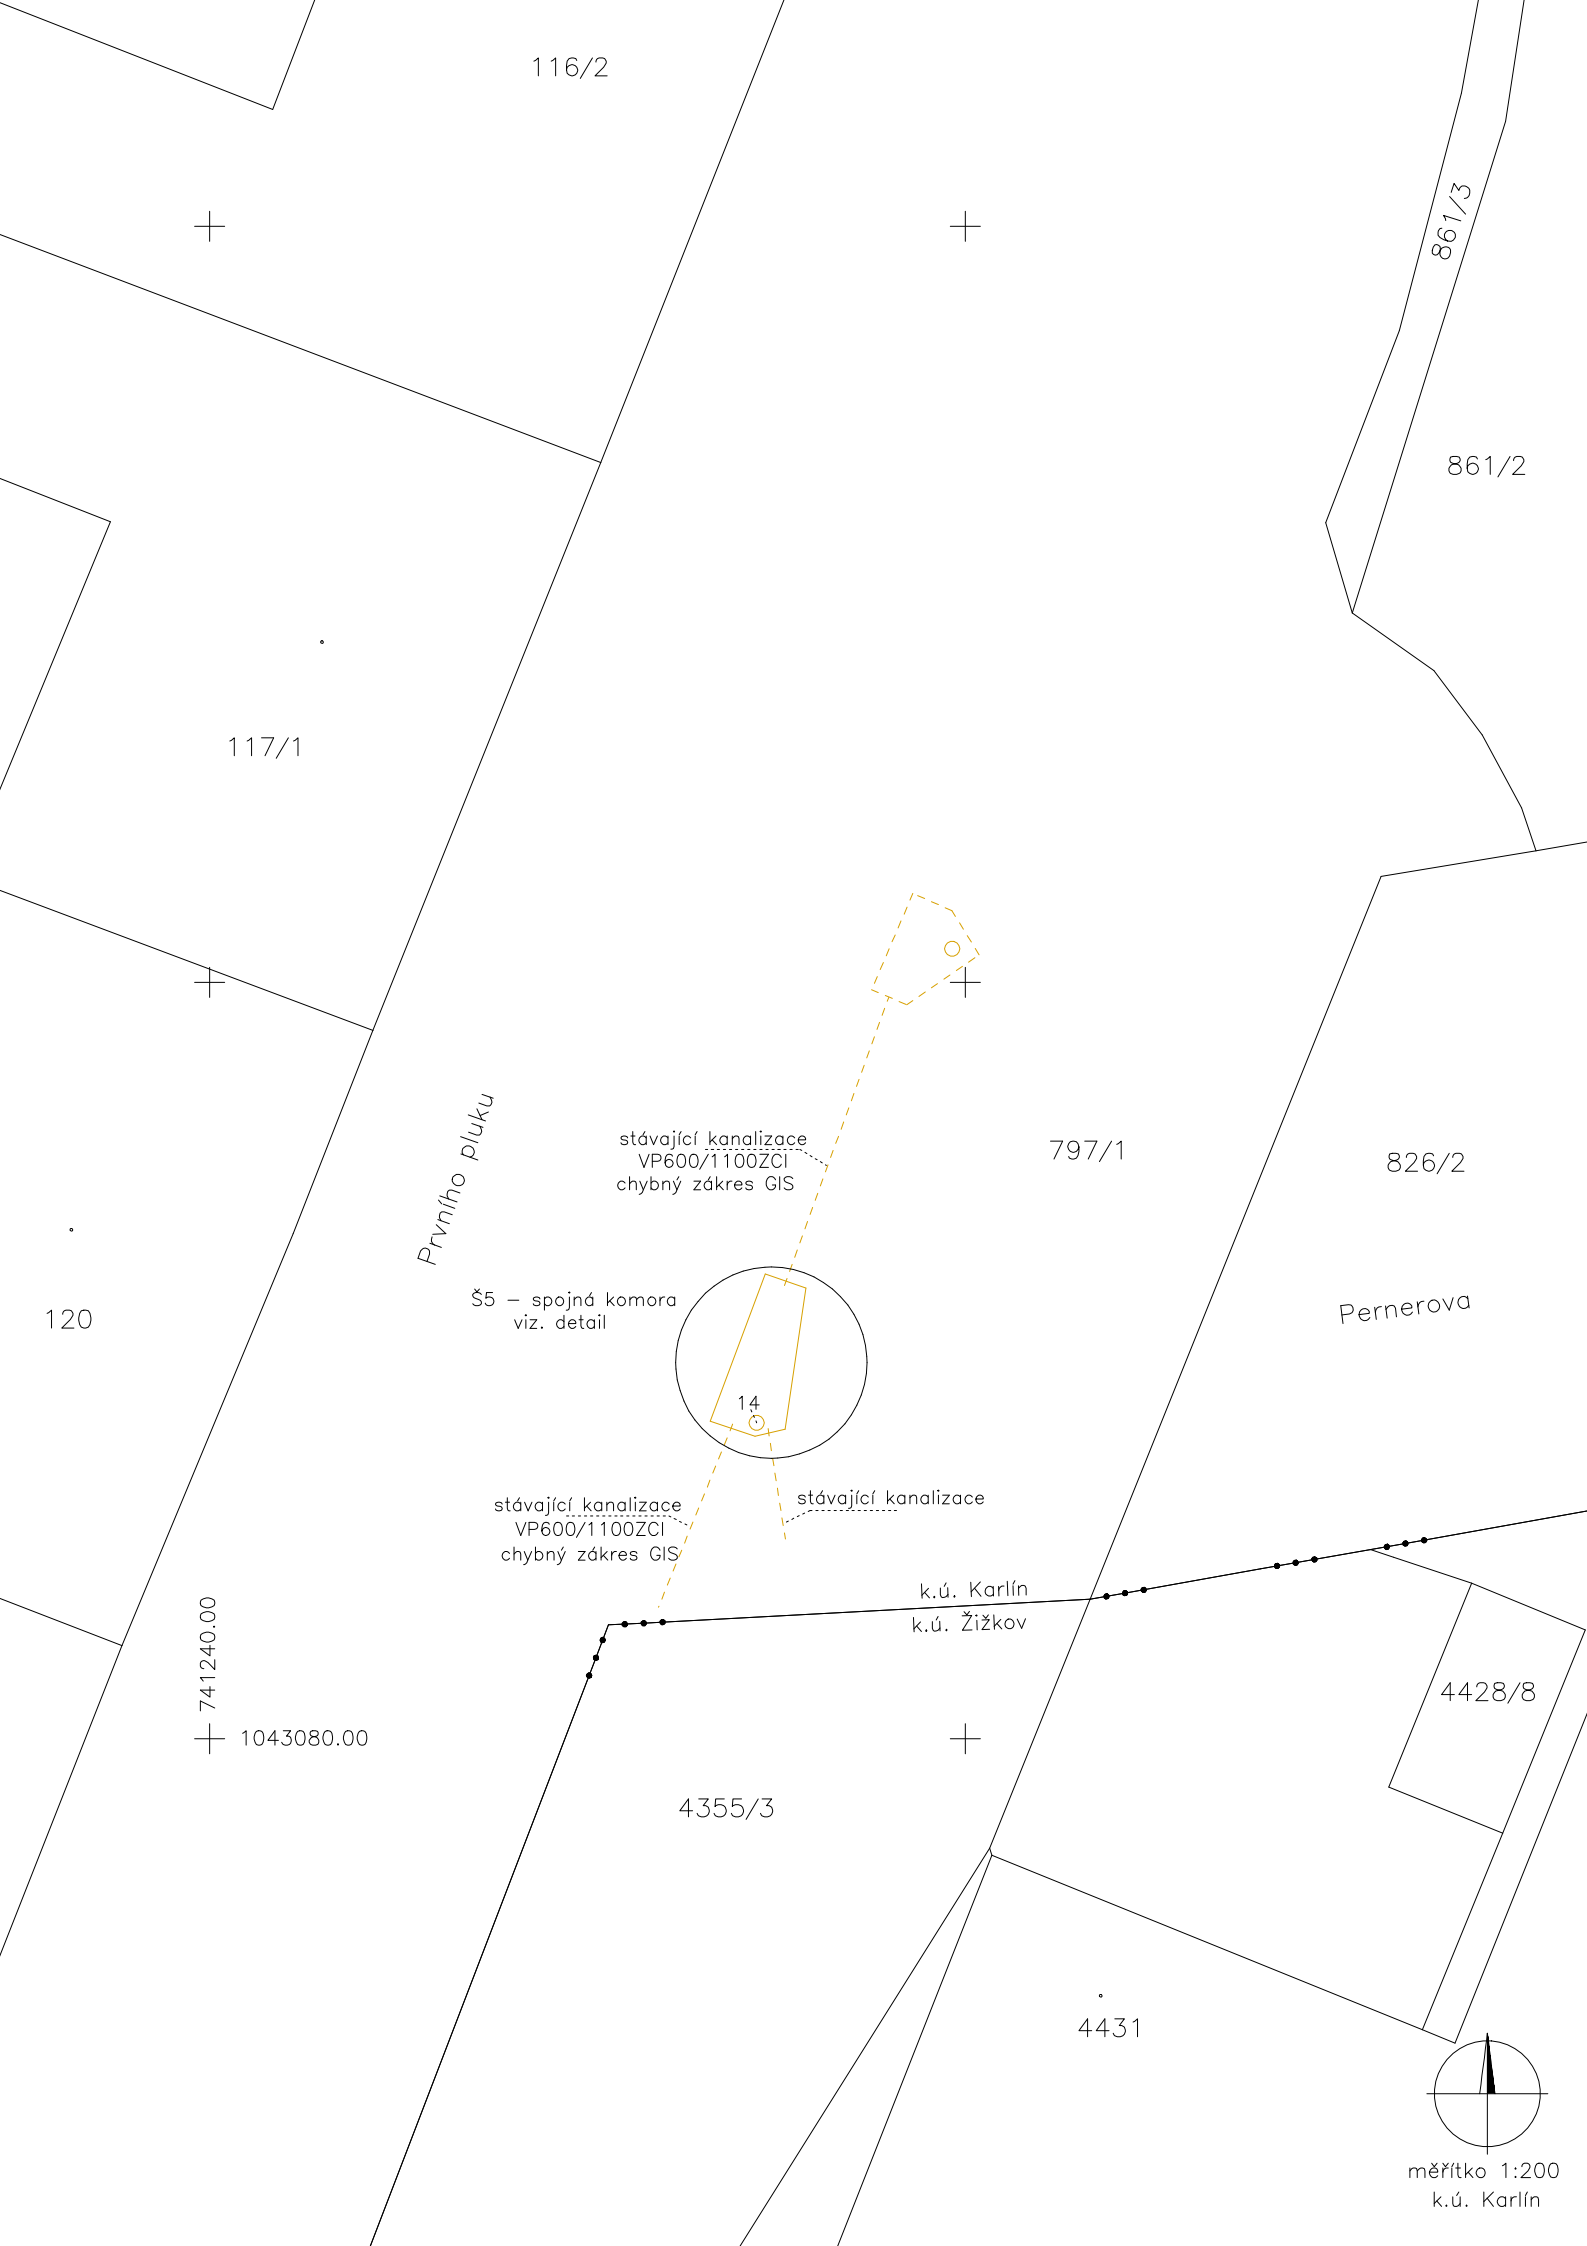 116/2
861/3
861/2
117/1
Prvního pluku
stávající kanalizace
VP600/1100ZCI
chybný zákres GIS
797/1
826/2
120
Š5 – spojná komora
viz. detail
Pernerova
14
stávající kanalizace
VP600/1100ZCI
chybný zákres GIS
stávající kanalizace
k.ú. Karlín
k.ú. Žižkov
741240.00
1043080.00
4428/8
4355/3
4431
měřítko 1:200
k.ú. Karlín